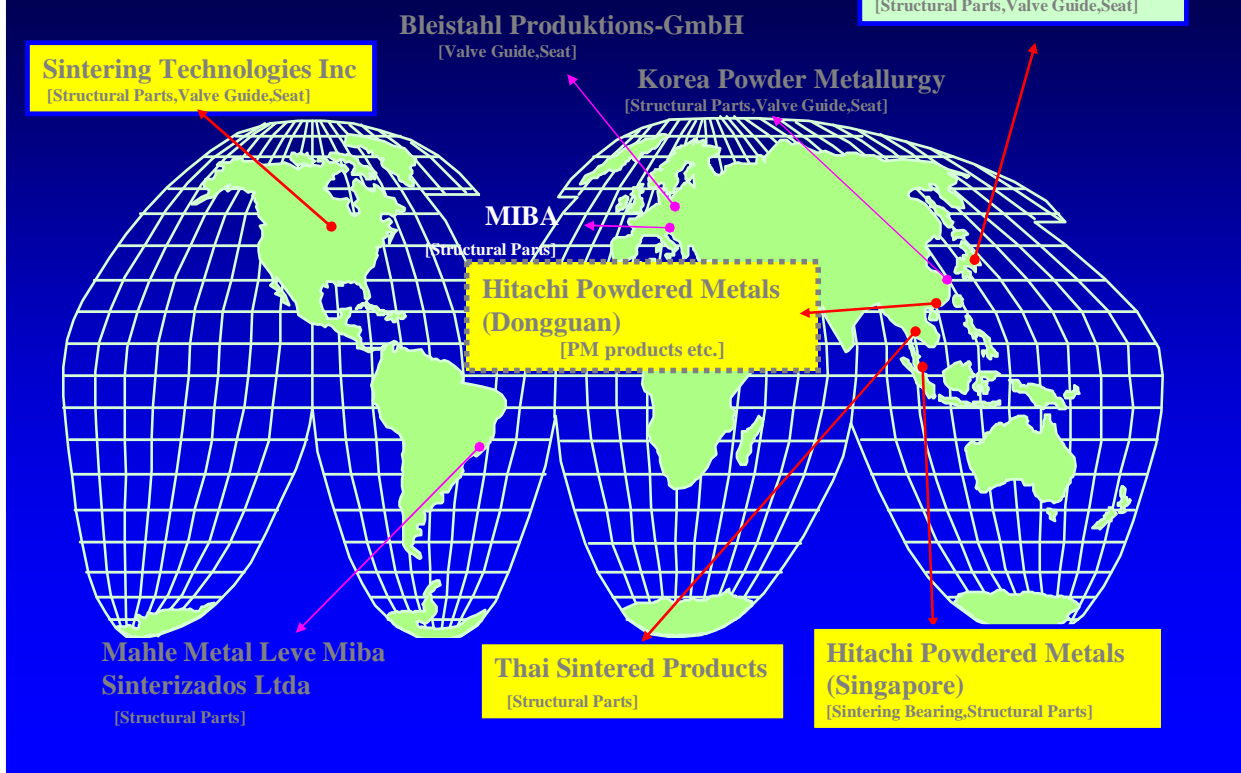 [Structural Parts,Valve Guide,Seat]
Bleistahl Produktions-GmbH
[Valve Guide,Seat]
Sintering Technologies Inc
[Structural Parts,Valve Guide,Seat]
Korea Powder Metallurgy
[Structural Parts,Valve Guide,Seat]
MIBA
[Structural Parts]
Hitachi Powdered Metals
(Dongguan)
[PM products etc.]
Mahle Metal Leve Miba
Sinterizados Ltda
[Structural Parts]
Thai Sintered Products
[Structural Parts]
Hitachi Powdered Metals
(Singapore)
[Sintering Bearing,Structural Parts]